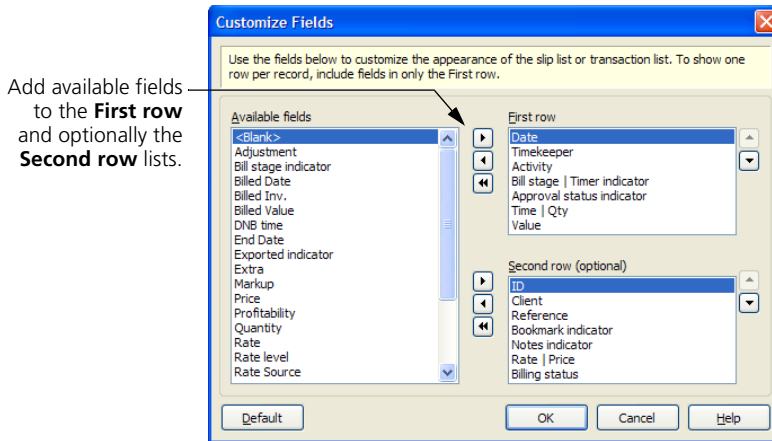 Customize Fields
Use the fields below to customize the appearance of the slip list or transaction list. To show one
row per record, include fields in only the First row.
Add available fields
to the First row
and optionally the
Second row lists.
Available fields
<Blank>
Adjustment
Bill stage indicator
Billed Date
Billed Inv.
Billed Value
DNB time
End Date
Exported indicator
Extra
Markup
Price
Profitability
Quantity
Rate
Rate level
Rate Source
First row
Date
Timekeeper
Activity
Bill stage | Timer indicator
Approval status indicator
Time | Qty
Value
Second row (optional)
ID
Client
Reference
Bookmark indicator
Notes indicator
Rate | Price
Billing status
Default
OK
Cancel
Help